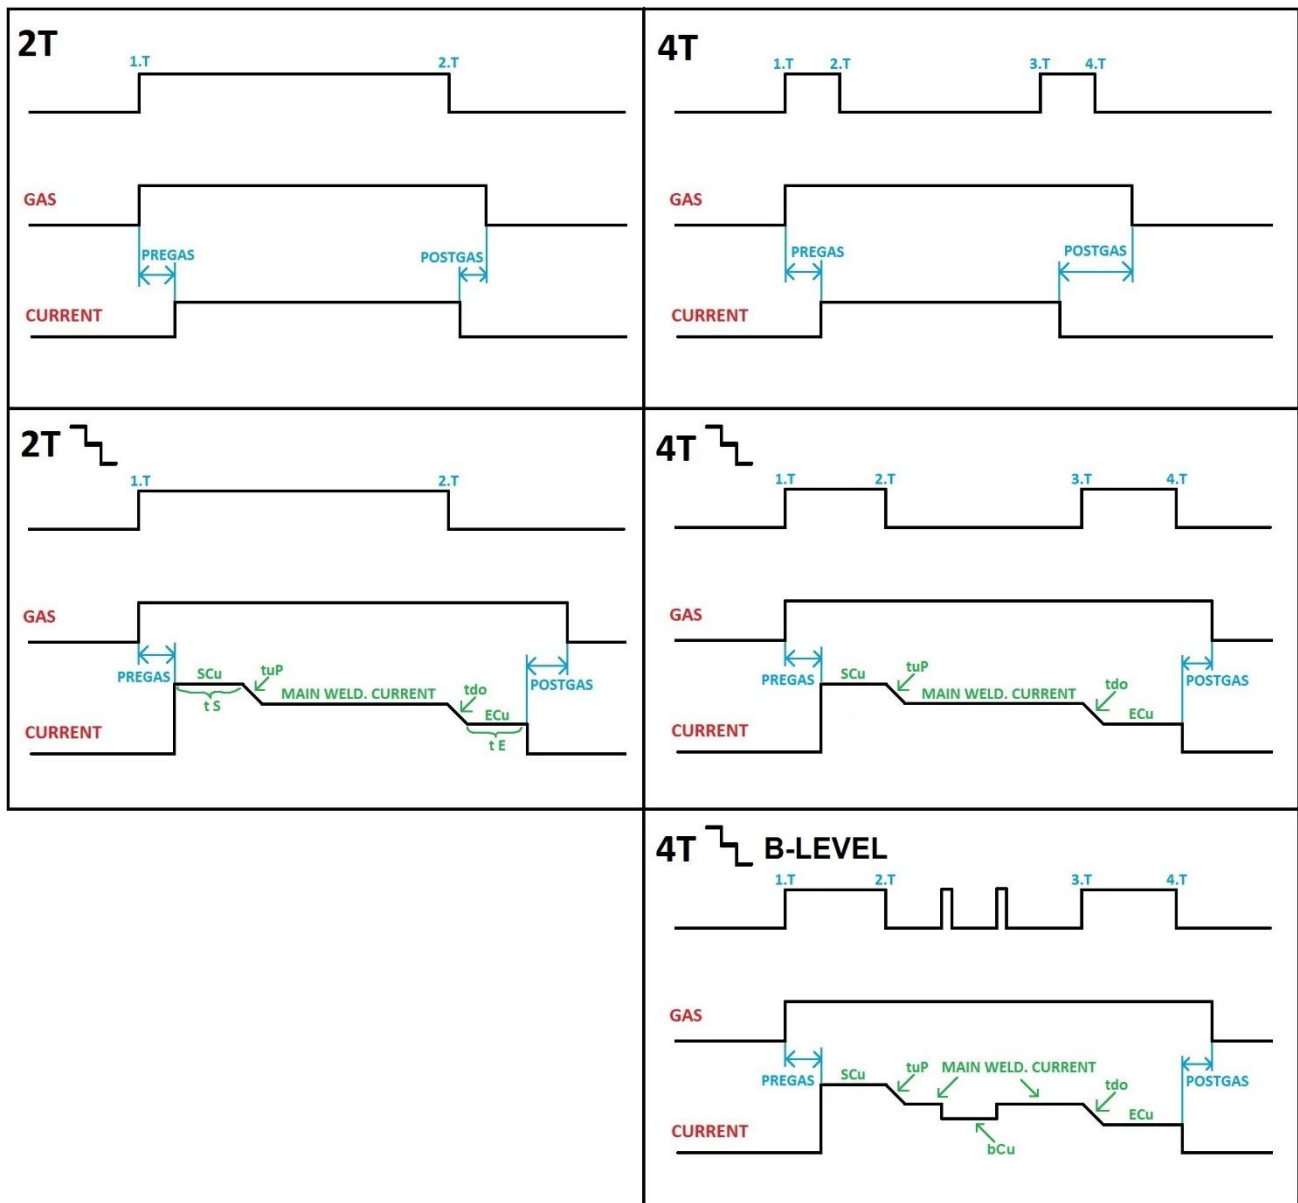 2T
1.T 2.T
GAS
PREGAS POSTGAS
CURRENT
4T
1.T 2.T 3.T 4.T
GAS
PREGAS POSTGAS
CURRENT
2T
1.T 2.T
GAS
PREGAS SCu tuP MAIN WELD. CURRENT tdo ECu POSTGAS
t S t E
CURRENT
4T
1.T 2.T 3.T 4.T
GAS
PREGAS SCu tuP MAIN WELD. CURRENT tdo ECu POSTGAS
CURRENT
4T B-LEVEL
1.T 2.T 3.T 4.T
GAS
PREGAS SCu tuP MAIN WELD. CURRENT tdo ECu POSTGAS
CURRENT
bCu